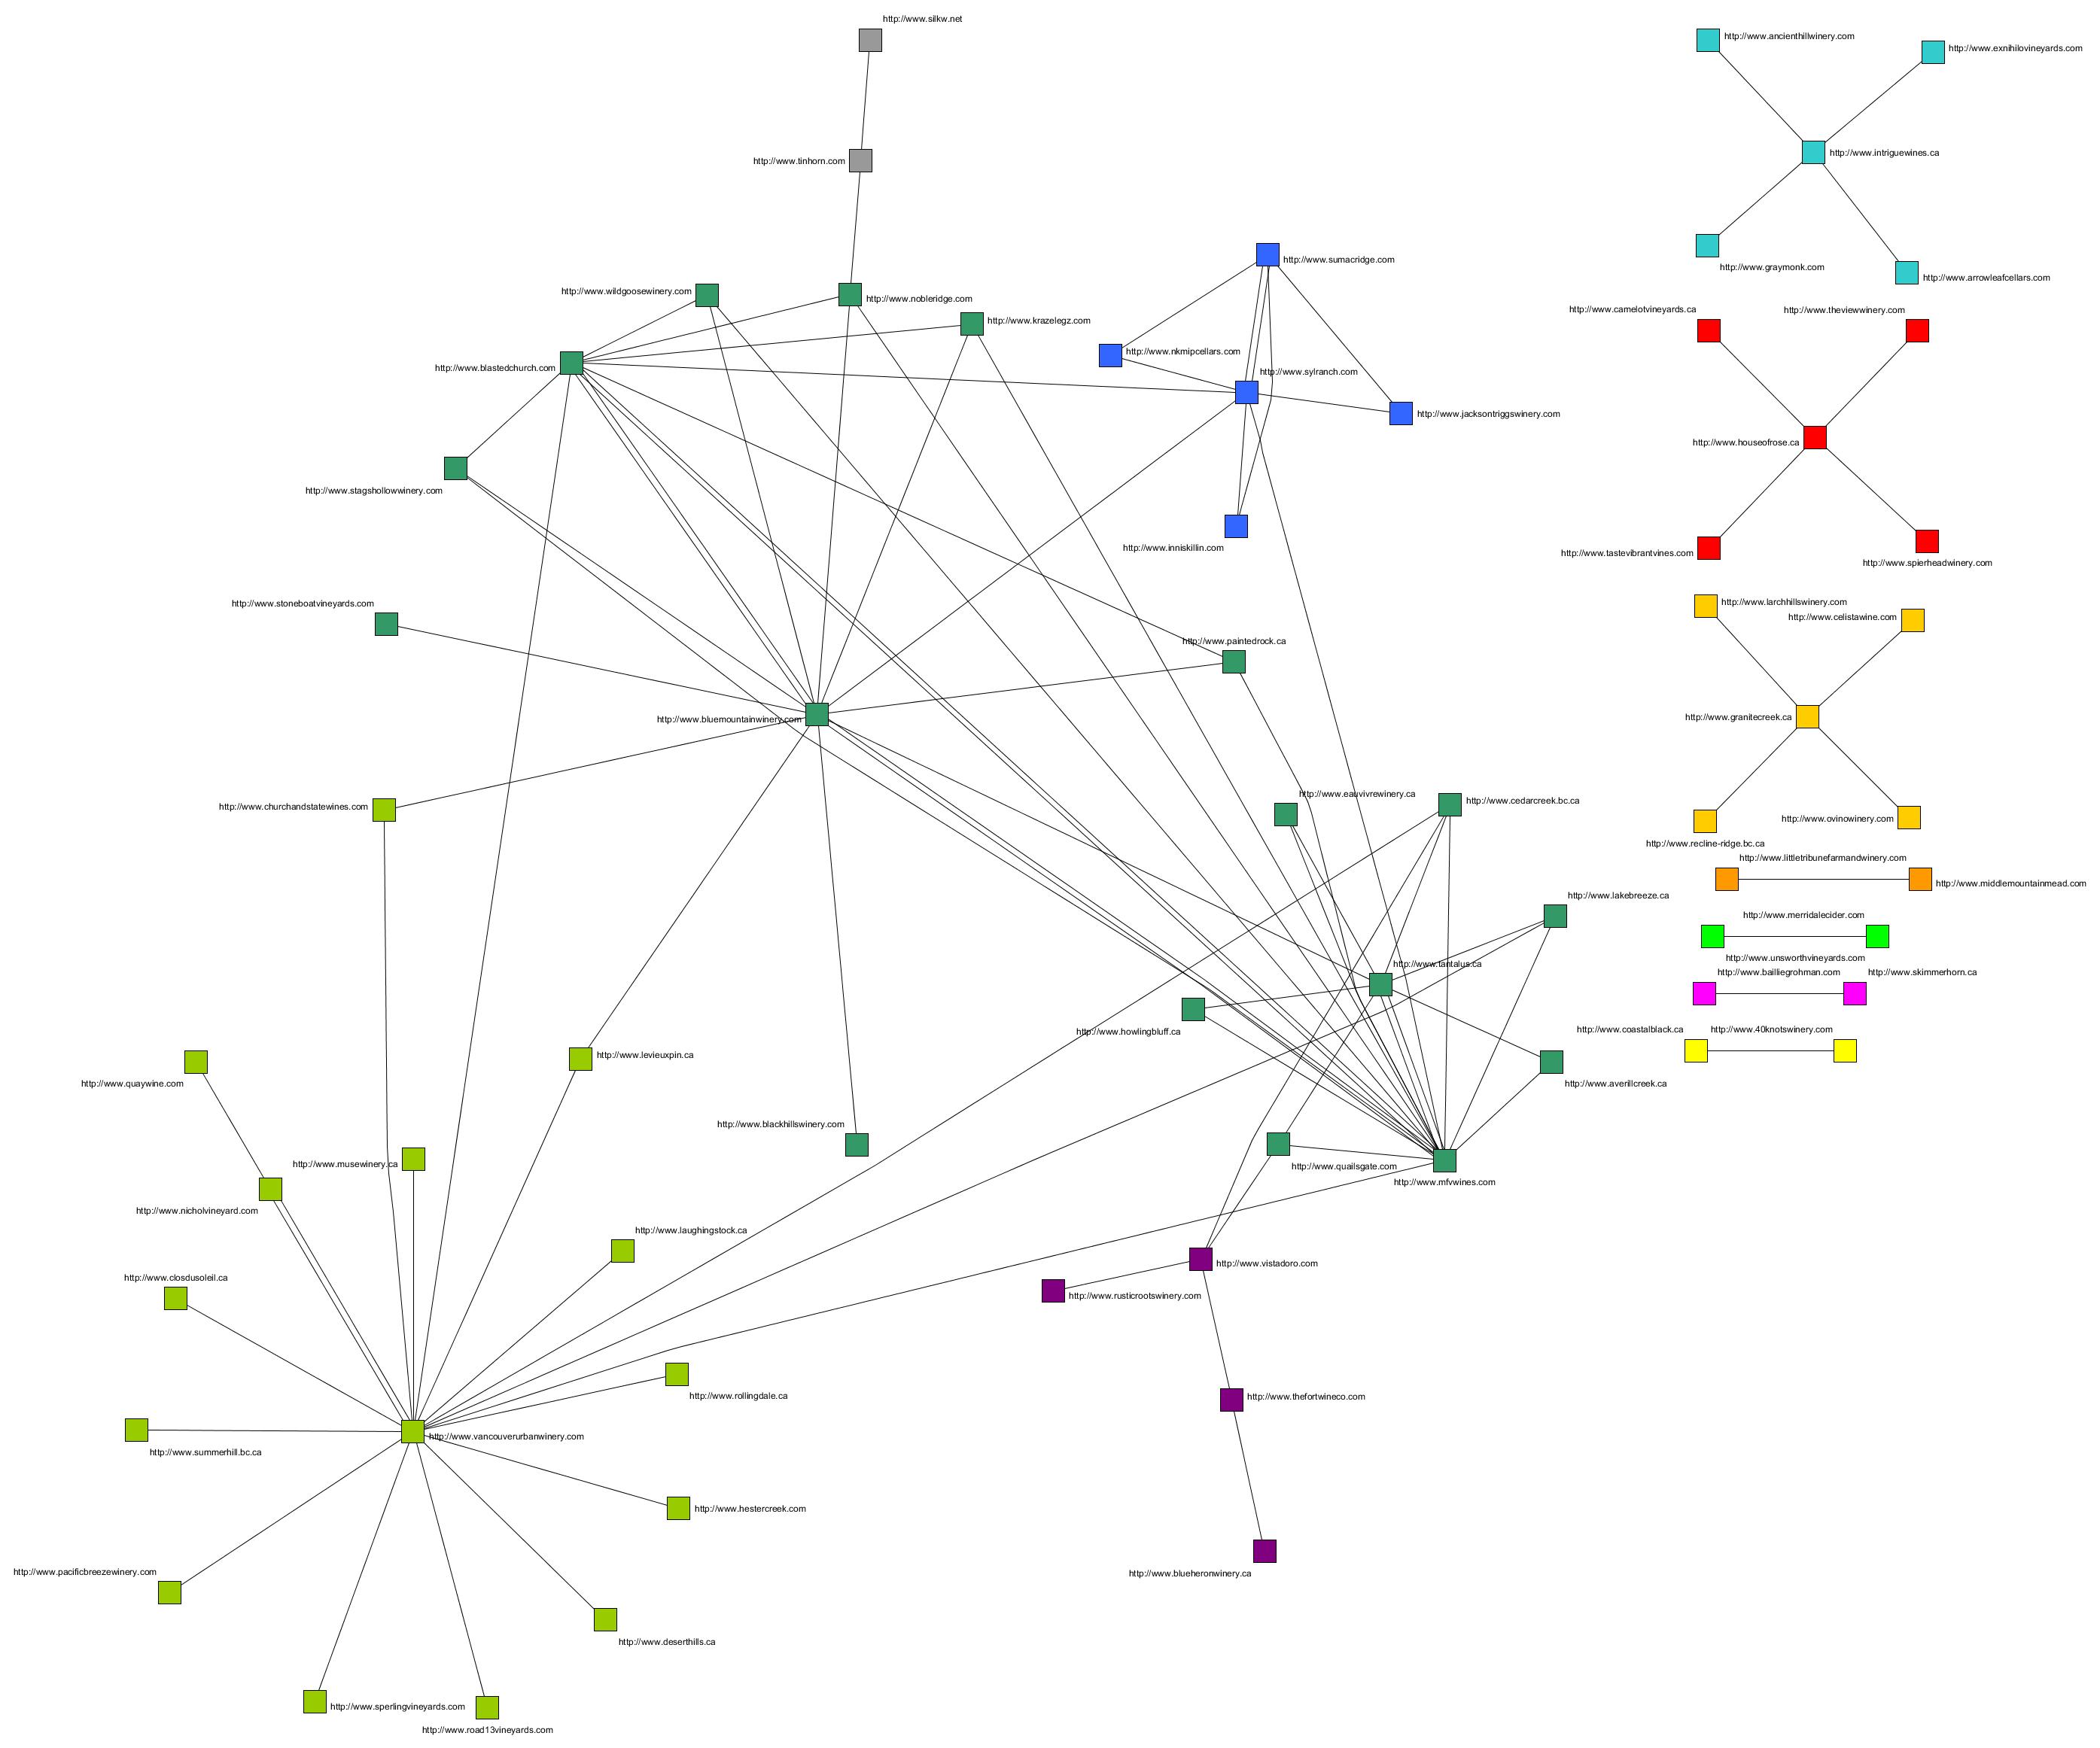 http://www.silkw.net
http://www.ancienthillwinery.com
http://www.exnihilovineyards.com
http://www.tinhorn.com
http://www.intriguewines.ca
http://www.sumacridge.com
http://www.graymonk.com
http://www.arrowleafcellars.com
http://www.wildgoosewinery.com
http://www.nobleridge.com
http://www.krazelegz.com
http://www.camelotvineyards.ca
http://www.theviewwinery.com
http://www.nkmipcellars.com
http://www.blastedchurch.com
http://www.sylranch.com
http://www.jacksontriggswinery.com
http://www.houseofrose.ca
http://www.stagshollowwinery.com
http://www.inniskillin.com
http://www.tastevibrantvines.com
http://www.spierheadwinery.com
http://www.stoneboatvineyards.com
http://www.larchhillswinery.com
http://www.celistawine.com
http://www.paintedrock.ca
http://www.bluemountainwinery.com
http://www.granitecreek.ca
http://www.churchandstatewines.com
http://www.eauvivrewinery.ca
http://www.cedarcreek.bc.ca
http://www.ovinowinery.com
http://www.recline-ridge.bc.ca
http://www.littletribunefarmandwinery.com
http://www.middlemountainmead.com
http://www.lakebreeze.ca
http://www.merridalecider.com
http://www.unsworthvineyards.com
http://www.tantalus.ca
http://www.bailliegrohman.com
http://www.skimmerhorn.ca
http://www.howlingbluff.ca
http://www.coastalblack.ca
http://www.40knotswinery.com
http://www.levieuxpin.ca
http://www.quaywine.com
http://www.averillcreek.ca
http://www.blackhillswinery.com
http://www.musewinery.ca
http://www.quailsgate.com
http://www.mfvwines.com
http://www.nicholvineyard.com
http://www.laughingstock.ca
http://www.vistadoro.com
http://www.closdusoleil.ca
http://www.rusticrootswinery.com
http://www.rollingdale.ca
http://www.thefortwineco.com
http://www.vancouverurbanwinery.com
http://www.summerhill.bc.ca
http://www.hestercreek.com
http://www.pacificbreezewinery.com
http://www.blueheronwinery.ca
http://www.deserthills.ca
http://www.sperlingvineyards.com
http://www.road13vineyards.com